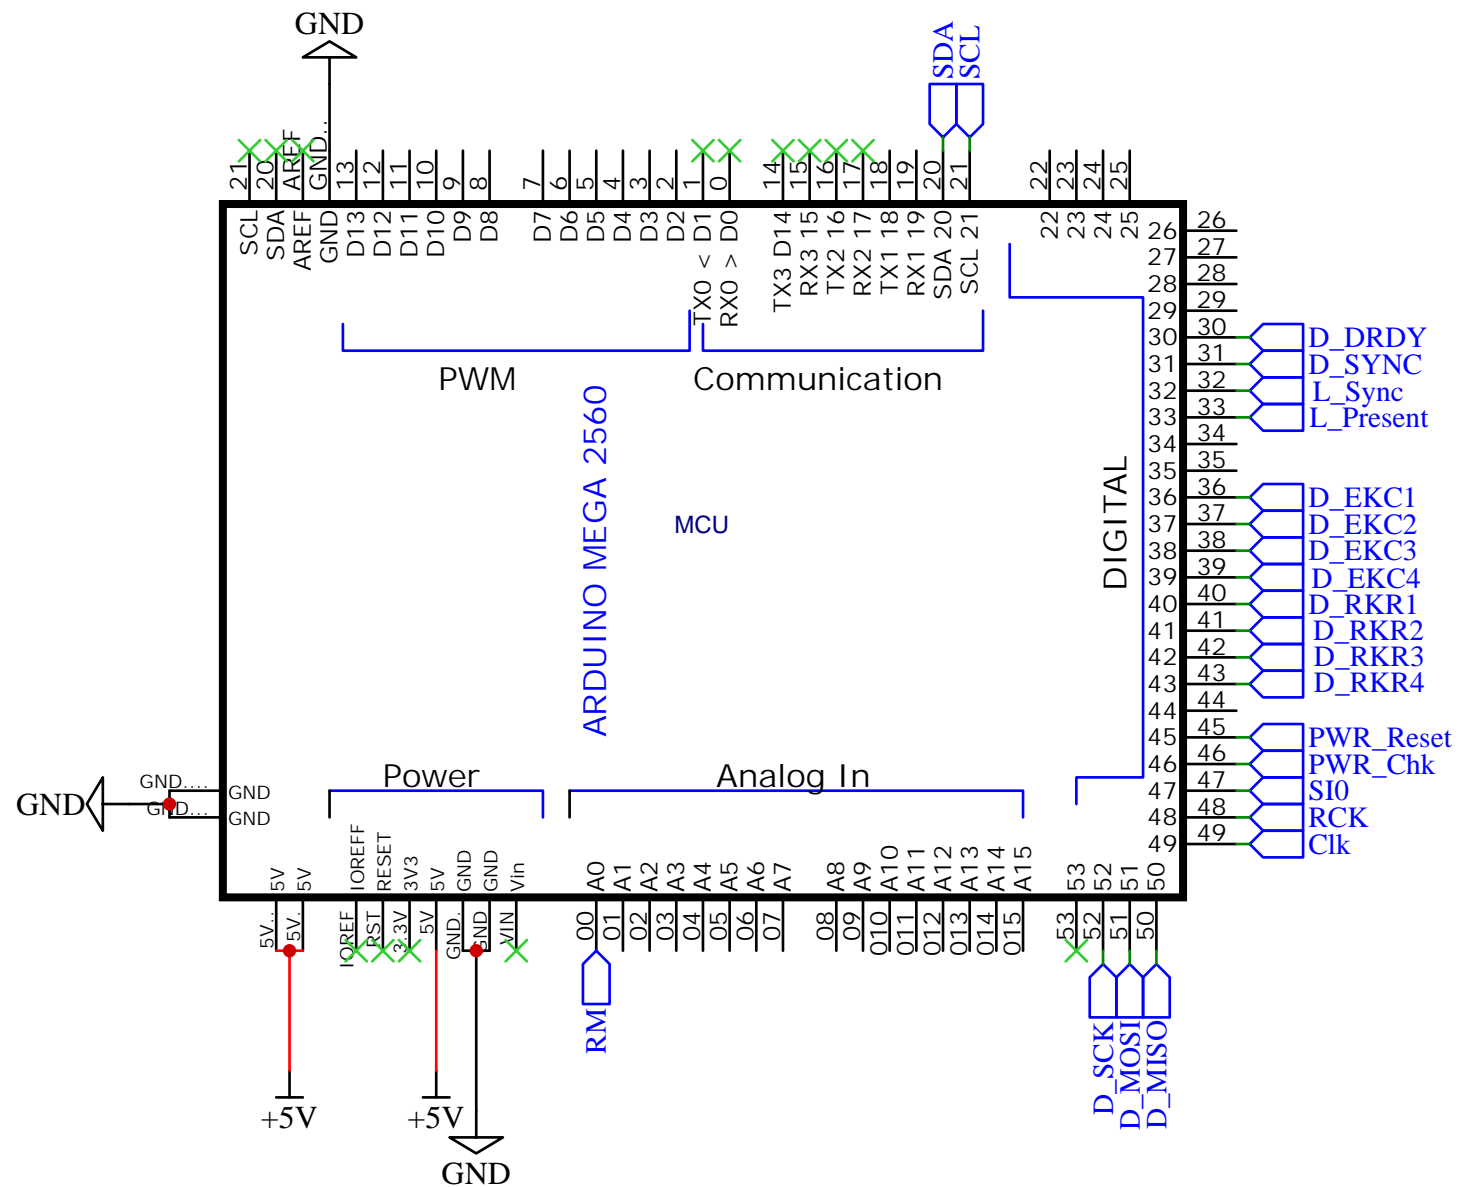 GND
SDA
SCL
21
20
AREF
GND..
13
12
11
10
9
8
7
6
5
4
3
2
1
0
14
15
16
17
18
19
20
21
22
23
24
25
SCL
SDA
AREF
GND
D13
D12
D11
D10
D9
D8
D7
D6
D5
D4
D3
D2
TX0 < D1
RX0 > D0
TX3 D14
RX3 15
TX2 16
RX2 17
TX1 18
RX1 19
SDA 20
SCL 21
22
23
24
25
26 26
27 27
28 28
29 29
30 30 D_DRDY
31 31 D_SYNC
32 32 L_Sync
33 33 L_Present
34 34
35 35
36 36 D_EKC1
37 37 D_EKC2
38 38 D_EKC3
39 39 D_EKC4
40 40 D_RKR1
41 41 D_RKR2
42 42 D_RKR3
43 43 D_RKR4
44 44
45 45 PWR_Reset
46 46 PWR_Chk
47 47 SI0
48 48 RCK
49 49 Clk
PWM
Communication
ARDUINO MEGA 2560
MCU
DIGITAL
Power
Analog In
GND
GND....
GND
GND...
GND
5V
5V
IOREFF
RESET
3V3
5V
GND
GND
Vin
A0
A1
A2
A3
A4
A5
A6
A7
A8
A9
A10
A11
A12
A13
A14
A15
53
52
51
50
5V..
5V.
IOREF
RST
3.3V
5V
GND.
GND
VIN
00
01
02
03
04
05
06
07
08
09
010
011
012
013
014
015
53
52
51
50
RM
D_SCK
D_MOSI
D_MISO
+5V
+5V
GND